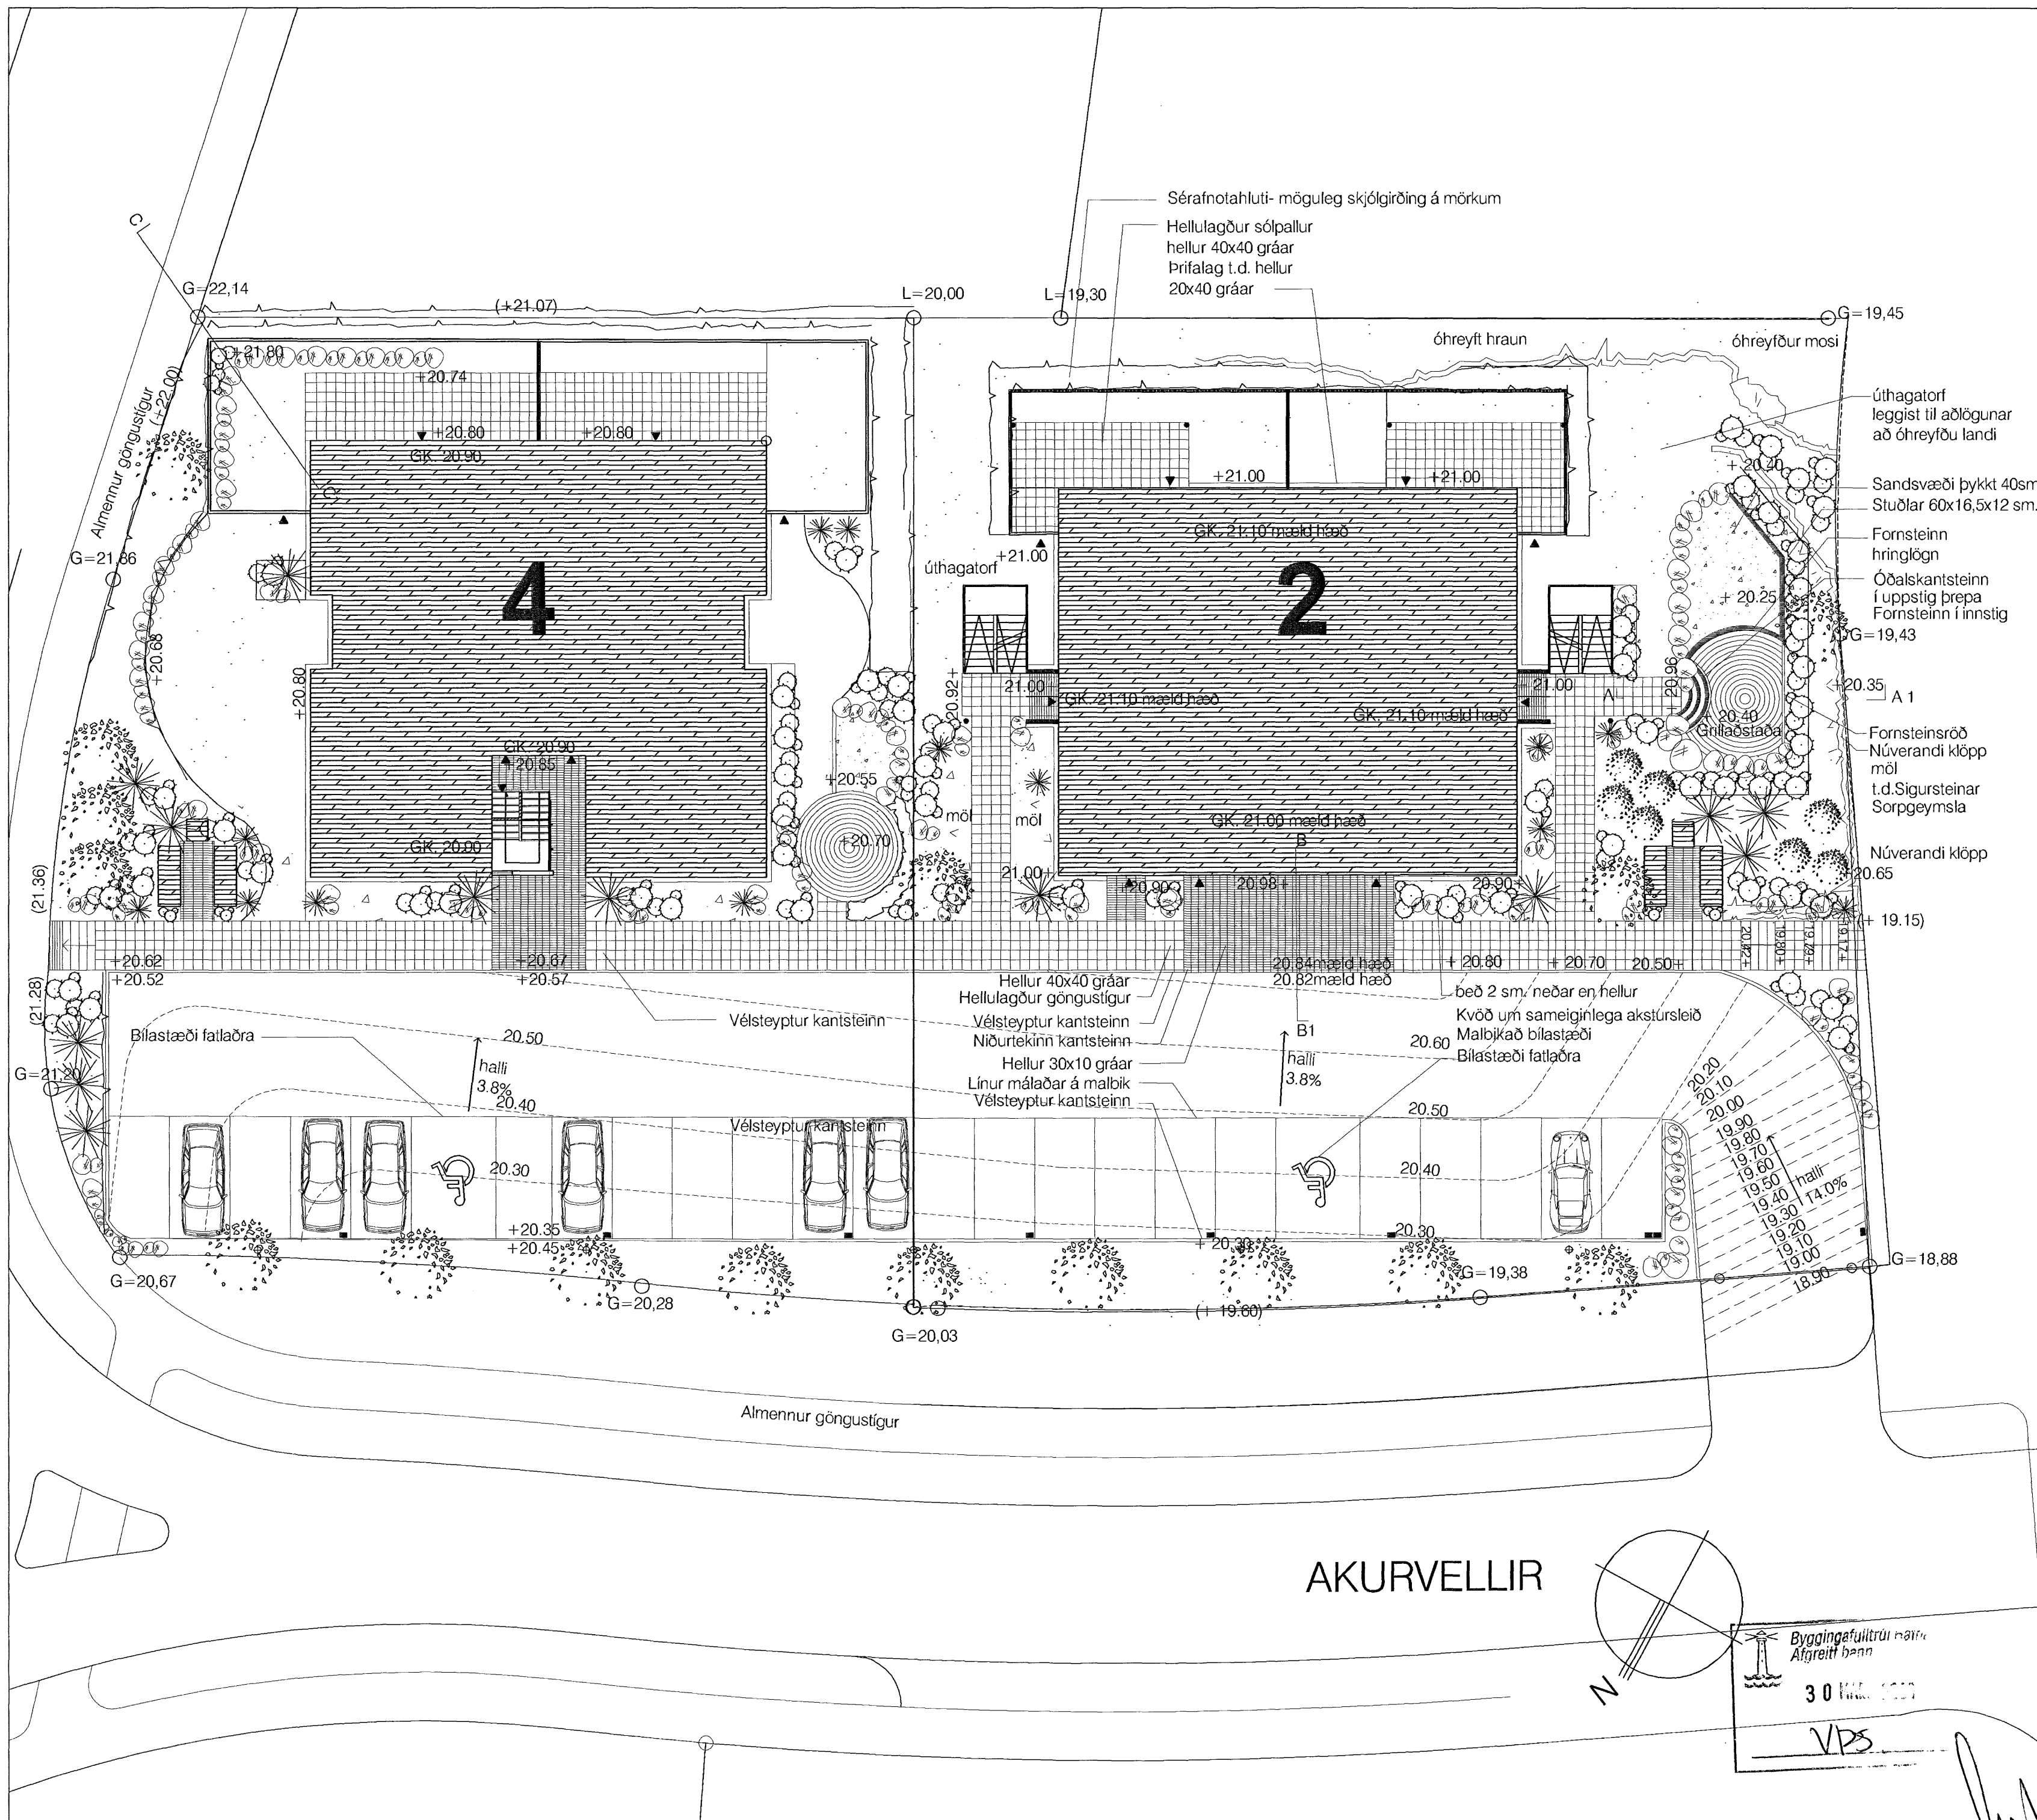 Sérafnotahluti- möguleg skjólgirðing á mörkum
Hellulagður sólpallur
hellur 40x40 gráar
Þrifalag t.d. hellur
20x40 gráar
C
G=22,14
(+21.07)
L=20,00
L=19,30
G=19,45
óhreyft hraun
óhreyfður mosi
Almennur göngustígur
(+22.00)
+21.80
+20.74
+20.80
+20.80
GK. 20.90
C
úthagatorf
leggist til aðlögunar
að óhreyfðu landi
+21.00
+21.00
+ 20.40
Sandsvæði þykkt 40sm
Stuðlar 60x16,5x12 sm.
GK. 21.10 mæld hæð
+21.00
Fornsteinn
hringlögn
G=21,86
úthagatorf
4
2
Óðalskantsteinn
í uppstig þrepa
Fornsteinn í innstig
+ 20.25
G=19,43
+20.68
+20.80
20.92+
21.00
GK. 21.10 mæld hæð
GK. 21.10 mæld hæð
+21.00
A
+ 20.96
+20.35
A 1
20.40
Grillaðstaða
Fornsteinsröð
Núverandi klöpp
möl
t.d.Sigursteinar
Sorpgeymsla
GK. 20.90
+20.85
+20.55
möl
möl
GK. 21.00 mæld hæð
B
GK. 20.00
+20.70
Núverandi klöpp
+20.65
21.00+
+20.90
20.98+
20.90+
(21.36)
(+ 19.15)
+20.62
+20.52
+20.67
+20.57
20.84mæld hæð
20.82mæld hæð
+ 20.80
+ 20.70
20.50+
20.42+
19.80+
19.79+
19.17+
(21.28)
Hellur 40x40 gráar
Hellulagður göngustígur
beð 2 sm. neðar en hellur
Kvöð um sameiginlega akstursleið
Malbikað bílastæði
Bílastæði fatlaðra
Vélsteyptur kantsteinn
Vélsteyptur kantsteinn
Niðurtekinn kantsteinn
B1
Bílastæði fatlaðra
20.50
20.60
Hellur 30x10 gráar
halli
3.8%
halli
3.8%
Línur málaðar á malbik
Vélsteyptur kantsteinn
G=21,20
20.40
20.50
Vélsteyptur kantsteinn
20.30
20.40
20.20
20.10
20.00
19.90
19.80
19.70
19.60
19.50
19.40
19.30
19.20
19.10
19.00
18.90
halli
14.0%
+20.35
+20.45
+ 20.30
20.30
G=20,67
G=20,28
G=19,38
G=18,88
(+ 19.60)
G=20,03
Almennur göngustígur
AKURVELLIR
N
Byggingafulltrúi
Afgreitt þann
30